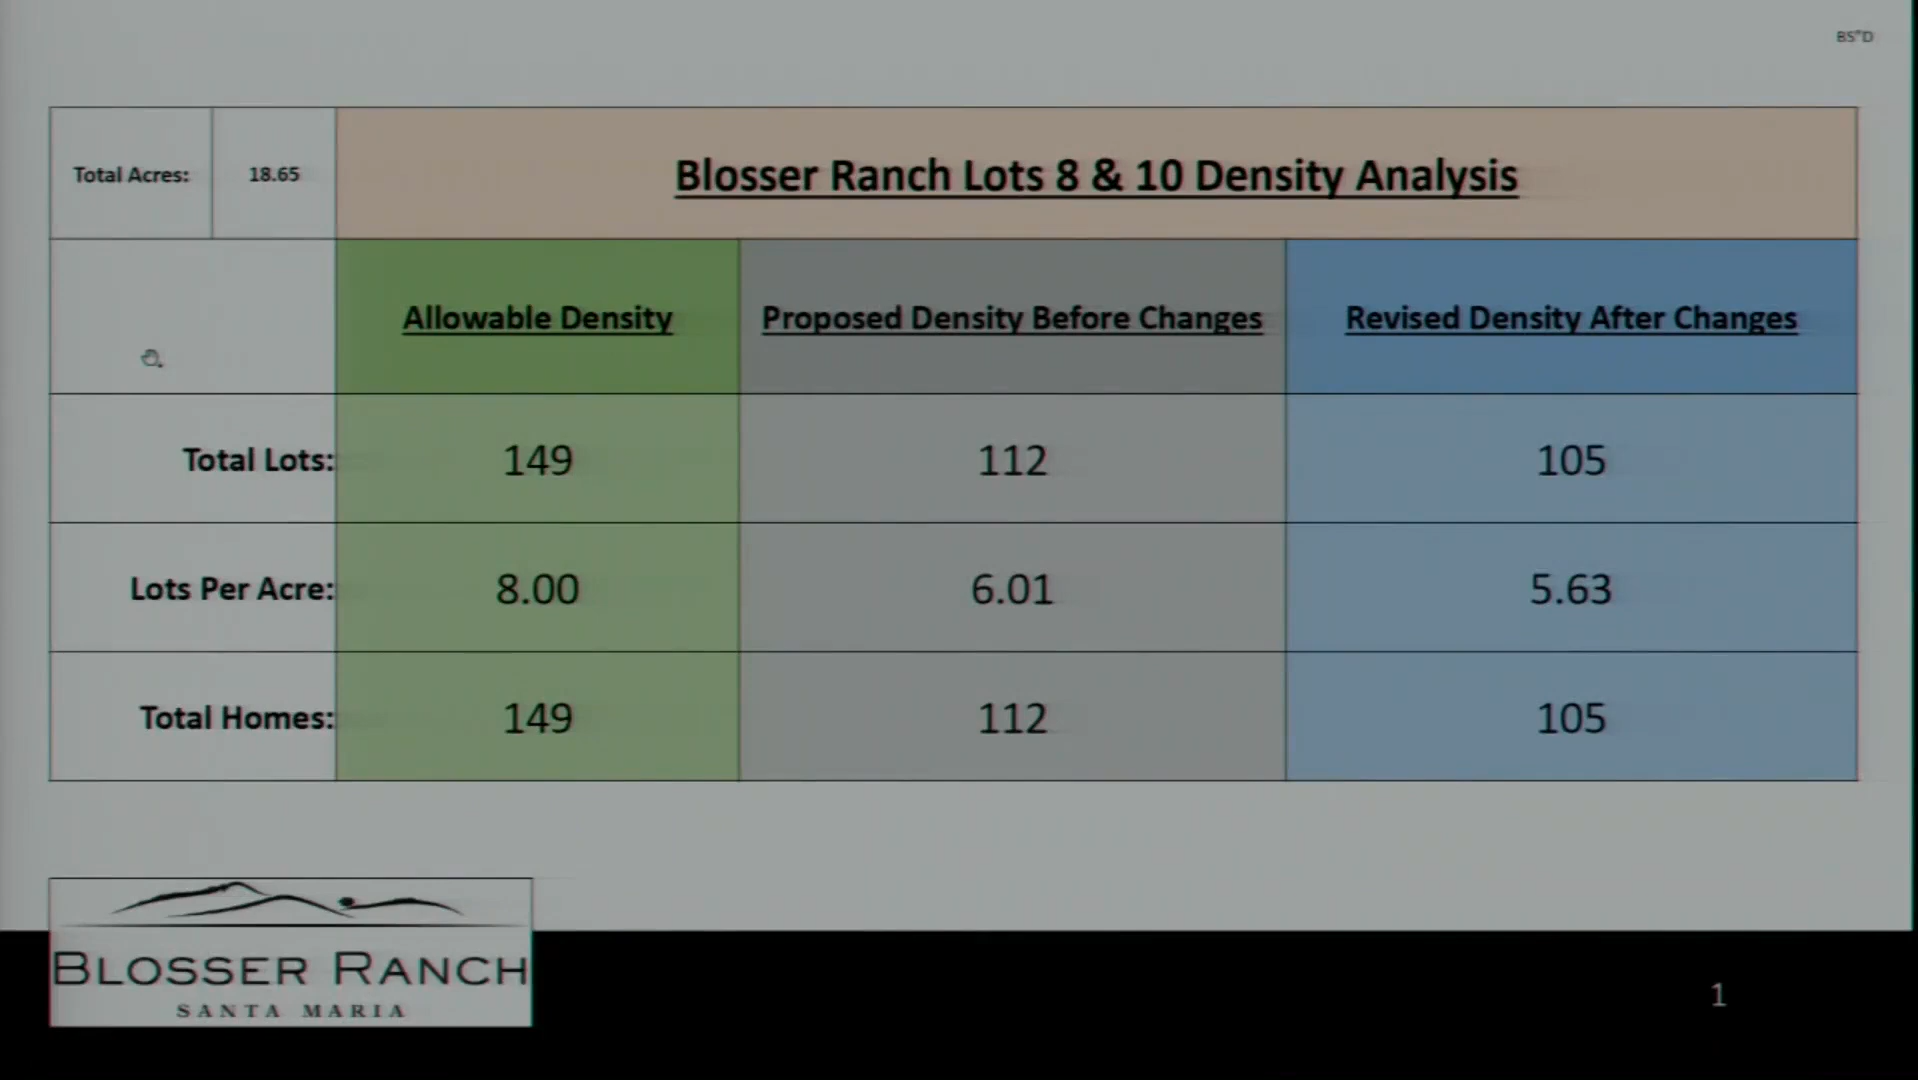 BS"D
Total Acres: 18.65 Blosser Ranch Lots 8 & 10 Density Analysis
Allowable Density Proposed Density Before Changes Revised Density After Changes
Total Lots: 149 112 105
Lots Per Acre: 8.00 6.01 5.63
Total Homes: 149 112 105
BLOSSER RANCH
SANTA MARIA
1